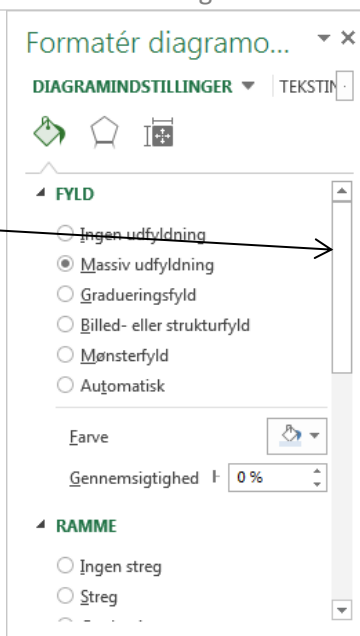 Formatér diagramo...
DIAGRAMINDSTILLINGER TEKSTIN
FYLD
Ingen udfyldning
Massiv udfyldning
Gradueringsfyld
Billed- eller strukturfyld
Mønsterfyld
Automatisk
Farve
Gennemsigtighed 0 %
RAMME
Ingen streg
Streg